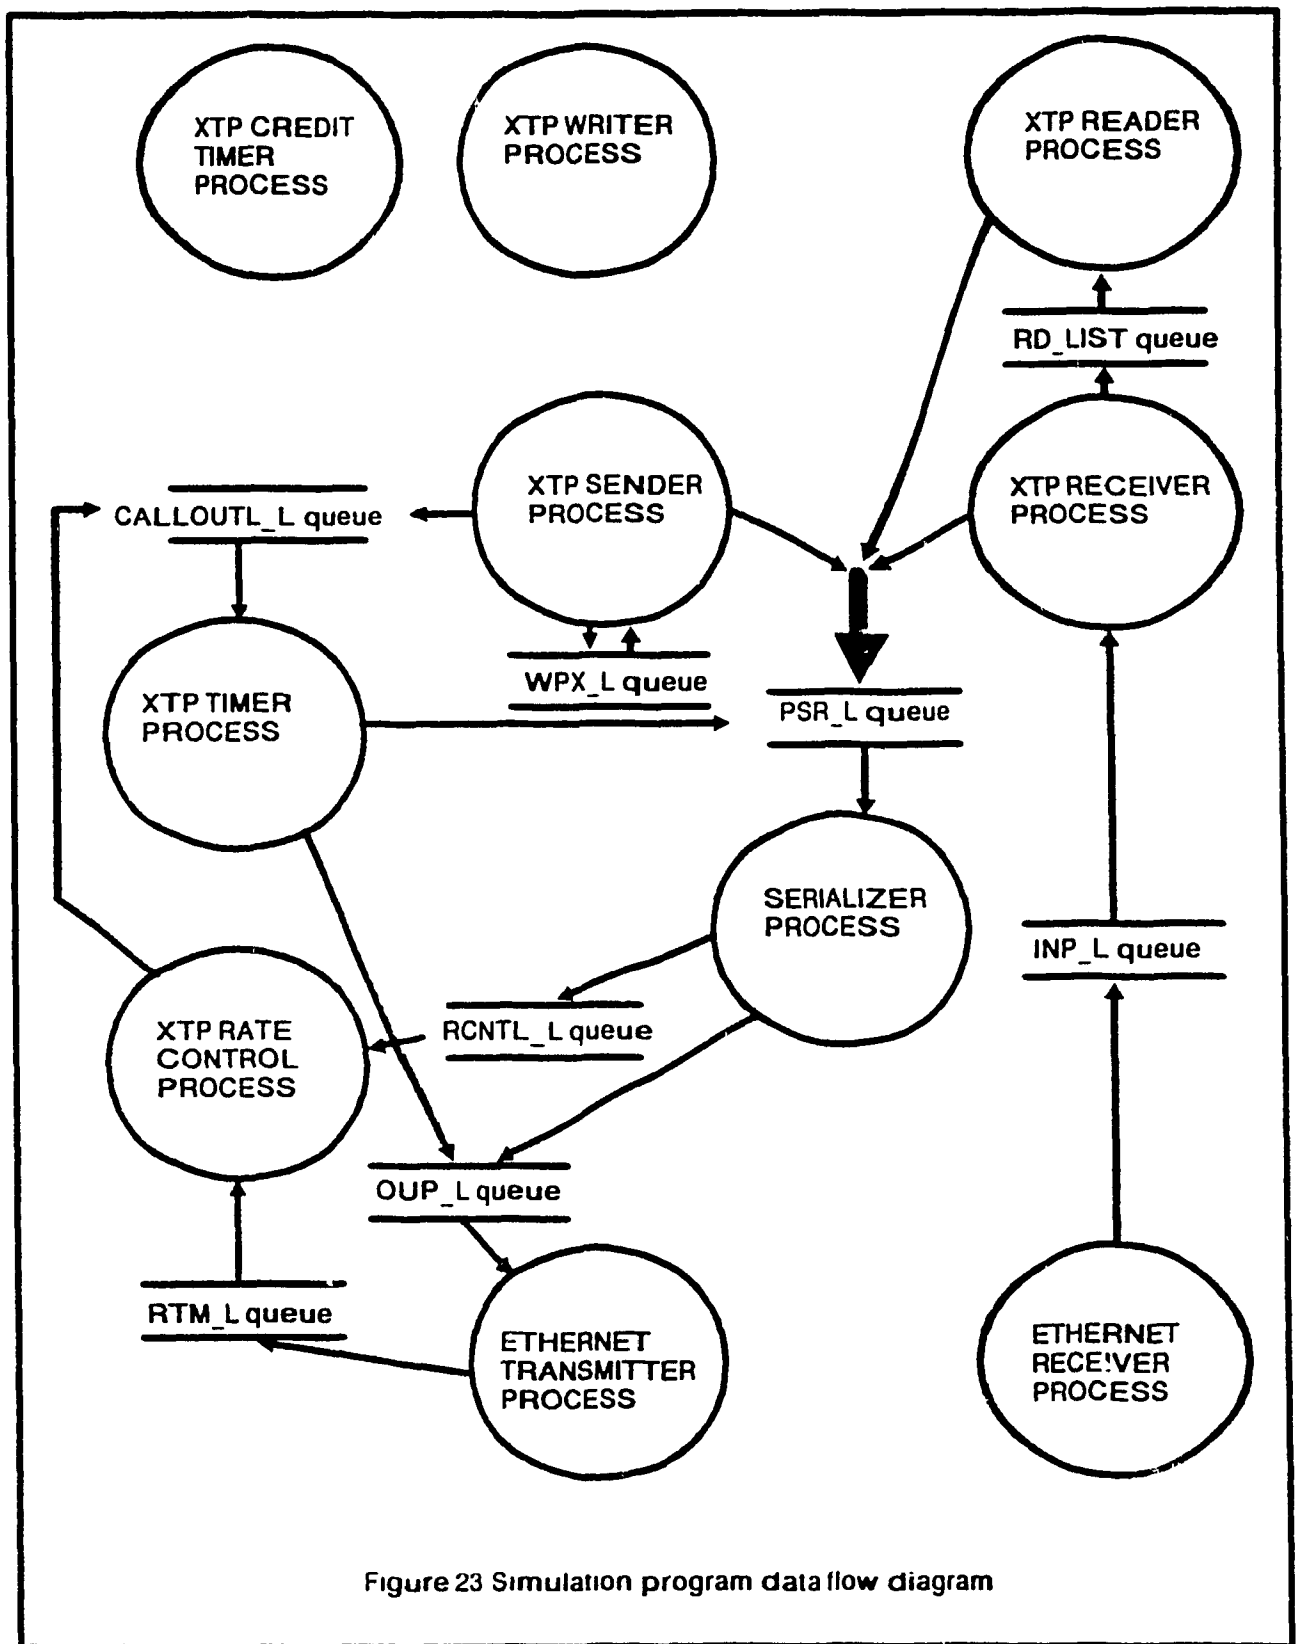 XTP CREDIT
TIMER
PROCESS
XTP WRITER
PROCESS
XTP READER
PROCESS
RD_LIST queue
XTP SENDER
PROCESS
XTP RECEIVER
PROCESS
CALLOUTL_L queue
WPX_L queue
XTP TIMER
PROCESS
PSR_L queue
SERIALIZER
PROCESS
INP_L queue
XTP RATE
CONTROL
PROCESS
RCNTL_L queue
OUP_L queue
RTM_L queue
ETHERNET
TRANSMITTER
PROCESS
ETHERNET
RECEIVER
PROCESS
Figure 23 Simulation program data flow diagram